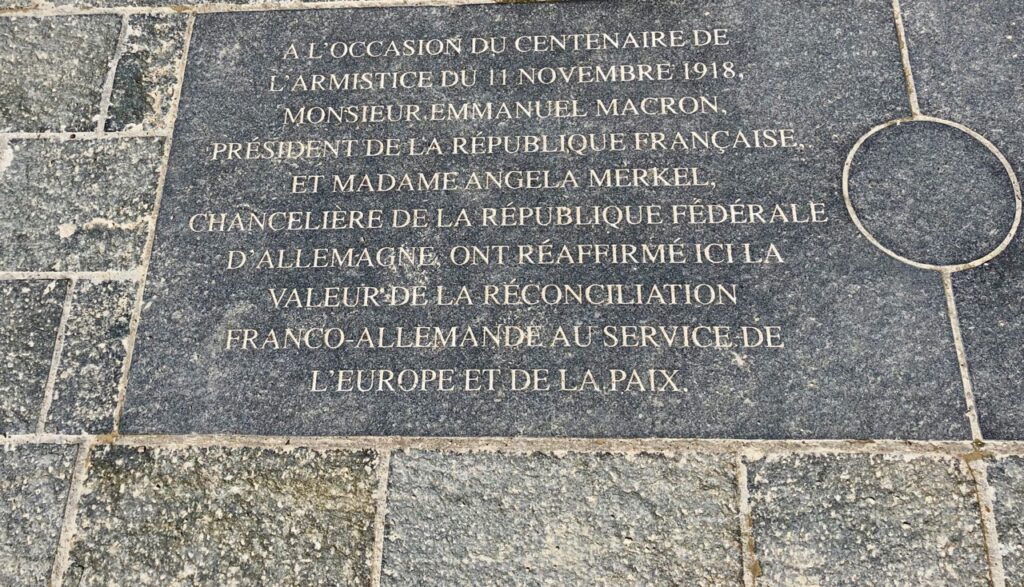 A L'OCCASION DU CENTENAIRE DE
L'ARMISTICE DU 11 NOVEMBRE 1918,
MONSIEUR EMMANUEL MACRON,
PRÉSIDENT DE LA RÉPUBLIQUE FRANÇAISE,
ET MADAME ANGELA MERKEL,
CHANCELIÈRE DE LA RÉPUBLIQUE FÉDÉRALE
D'ALLEMAGNE, ONT RÉAFFIRMÉ ICI LA
VALEUR DE LA RÉCONCILIATION
FRANCO-ALLEMANDE AU SERVICE DE
L'EUROPE ET DE LA PAIX.